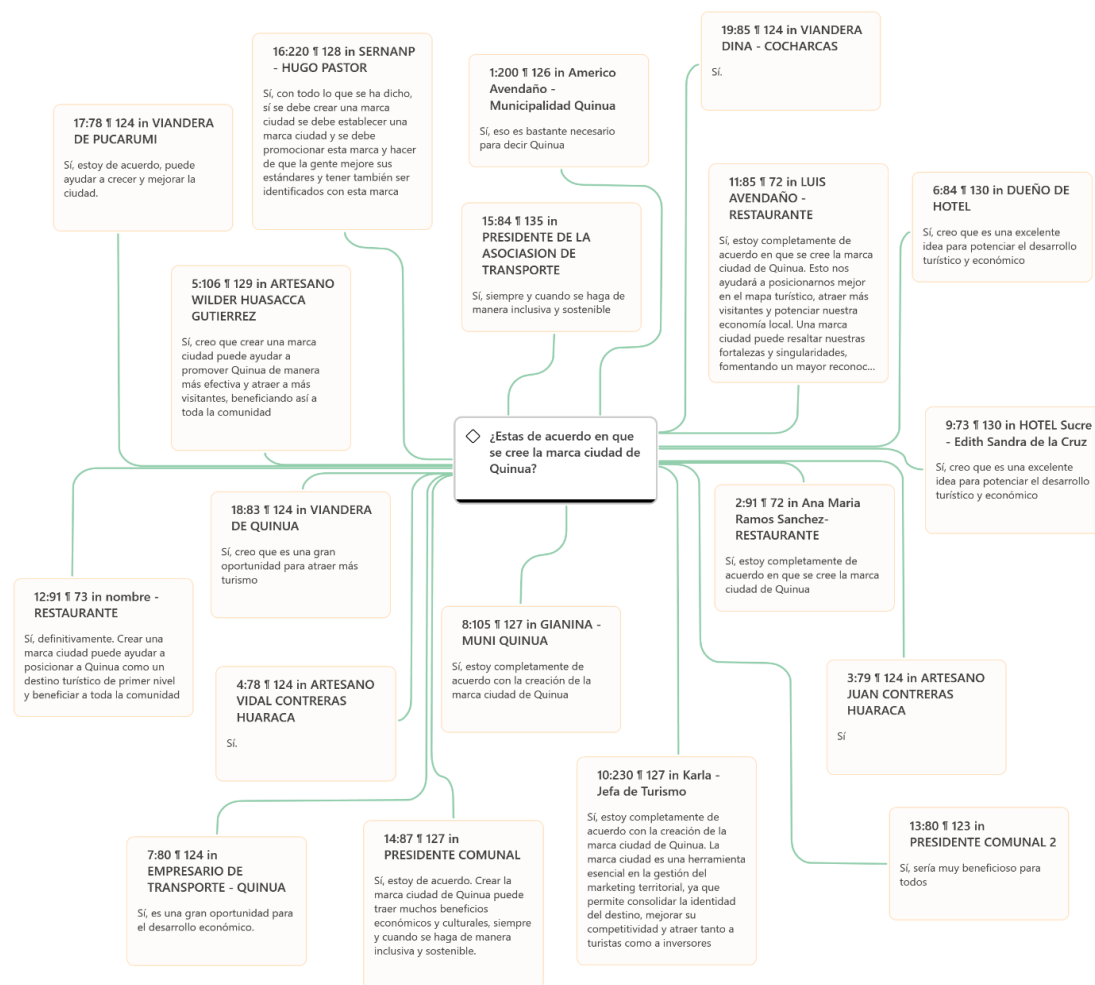 19:85 ¶ 124 in VIANDERA
DINA - COCHARCAS
Sí.
16:220 ¶ 128 in SERNANP
- HUGO PASTOR
Sí, con todo lo que se ha dicho,
sí se debe crear una marca
ciudad se debe establecer una
marca ciudad y se debe
promocionar esta marca y hacer
de que la gente mejore sus
estándares y tener también ser
identificados con esta marca
1:200 ¶ 126 in Americo
Avendaño -
Municipalidad Quinua
Sí, eso es bastante necesario
para decir Quinua
17:78 ¶ 124 in VIANDERA
DE PUCARUMI
Sí, estoy de acuerdo, puede
ayudar a crecer y mejorar la
ciudad.
11:85 ¶ 72 in LUIS
AVENDAÑO -
RESTAURANTE
Sí, estoy completamente de
acuerdo en que se cree la marca
ciudad de Quinua. Esto nos
ayudará a posicionarnos mejor
en el mapa turístico, atraer más
visitantes y potenciar nuestra
economía local. Una marca
ciudad puede resaltar nuestras
fortalezas y singularidades,
fomentando un mayor reconoc...
6:84 ¶ 130 in DUEÑO DE
HOTEL
Sí, creo que es una excelente
idea para potenciar el desarrollo
turístico y económico
15:84 ¶ 135 in
PRESIDENTE DE LA
ASOCIASION DE
TRANSPORTE
Sí, siempre y cuando se haga de
manera inclusiva y sostenible
5:106 ¶ 129 in ARTESANO
WILDER HUASACCA
GUTIERREZ
Sí, creo que crear una marca
ciudad puede ayudar a
promover Quinua de manera
más efectiva y atraer a más
visitantes, beneficiando así a
toda la comunidad
¿Estas de acuerdo en que
se cree la marca ciudad de
Quinua?
9:73 ¶ 130 in HOTEL Sucre
- Edith Sandra de la Cruz
Sí, creo que es una excelente
idea para potenciar el desarrollo
turístico y económico
18:83 ¶ 124 in VIANDERA
DE QUINUA
Sí, creo que es una gran
oportunidad para atraer más
turismo
2:91 ¶ 72 in Ana Maria
Ramos Sanchez-
RESTAURANTE
Sí, estoy completamente de
acuerdo en que se cree la marca
ciudad de Quinua
12:91 ¶ 73 in nombre -
RESTAURANTE
Sí, definitivamente. Crear una
marca ciudad puede ayudar a
posicionar a Quinua como un
destino turístico de primer nivel
y beneficiar a toda la comunidad
8:105 ¶ 127 in GIANINA -
MUNI QUINUA
Sí, estoy completamente de
acuerdo con la creación de la
marca ciudad de Quinua
4:78 ¶ 124 in ARTESANO
VIDAL CONTRERAS
HUARACA
Sí.
3:79 ¶ 124 in ARTESANO
JUAN CONTRERAS
HUARACA
Sí
10:230 ¶ 127 in Karla -
Jefa de Turismo
Sí, estoy completamente de
acuerdo con la creación de la
marca ciudad de Quinua. La
marca ciudad es una herramienta
esencial en la gestión del
marketing territorial, ya que
permite consolidar la identidad
del destino, mejorar su
competitividad y atraer tanto a
turistas como a inversores
13:80 ¶ 123 in
PRESIDENTE COMUNAL 2
Sí, sería muy beneficioso para
todos
14:87 ¶ 127 in
PRESIDENTE COMUNAL
Sí, estoy de acuerdo. Crear la
marca ciudad de Quinua puede
traer muchos beneficios
económicos y culturales, siempre
y cuando se haga de manera
inclusiva y sostenible.
7:80 ¶ 124 in
EMPRESARIO DE
TRANSPORTE - QUINUA
Sí, es una gran oportunidad para
el desarrollo económico.